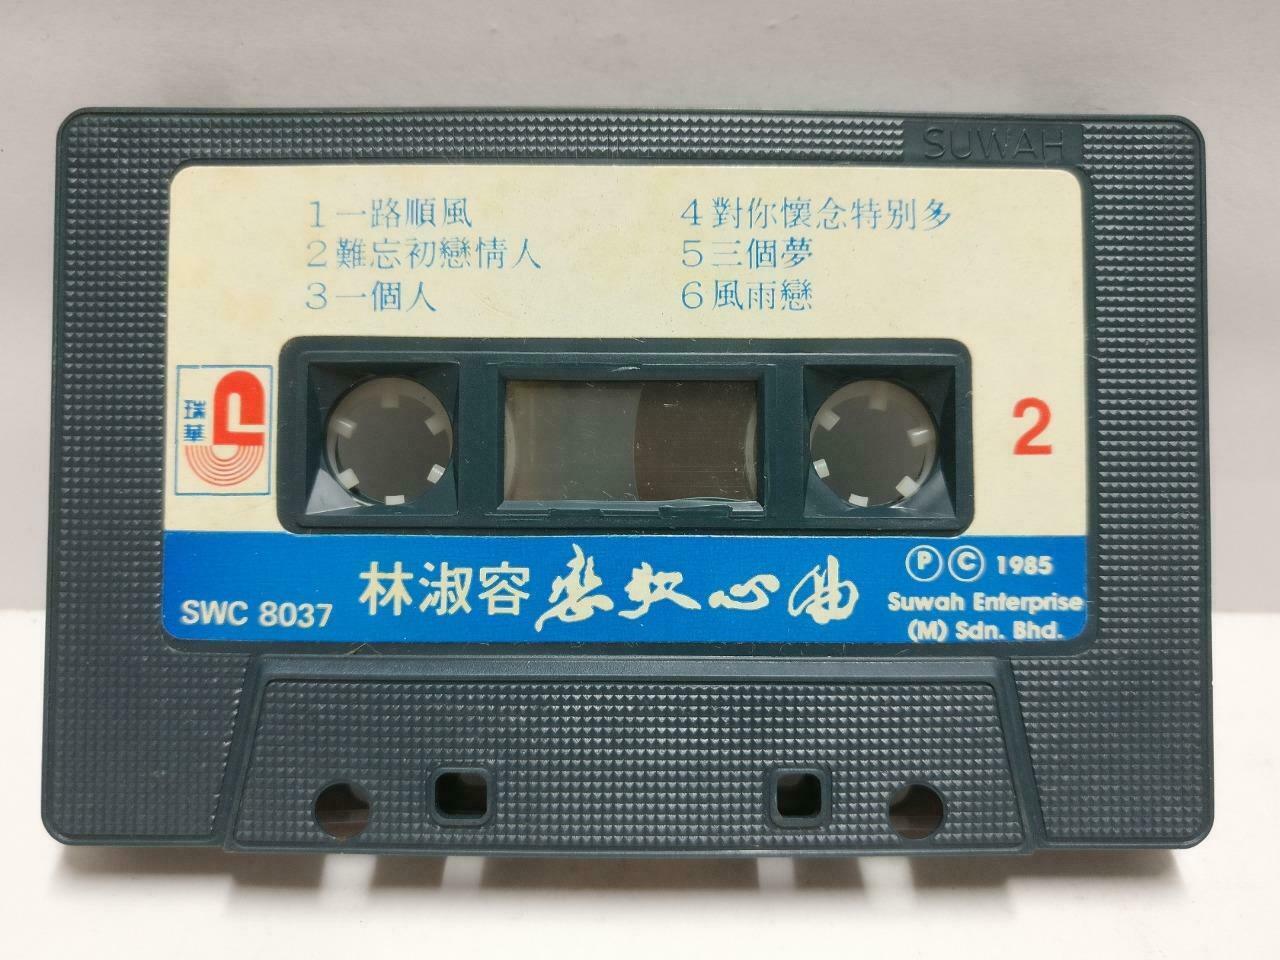 SUWAH
1 一路順風
2 難忘初戀情人
3 一個人
4 對你懷念特別多
5 三個夢
6 風雨戀
瑞華
2
林淑容 戀歌心曲
SWC 8037
Ⓟ Ⓒ 1985
Suwah Enterprise
(M) Sdn. Bhd.